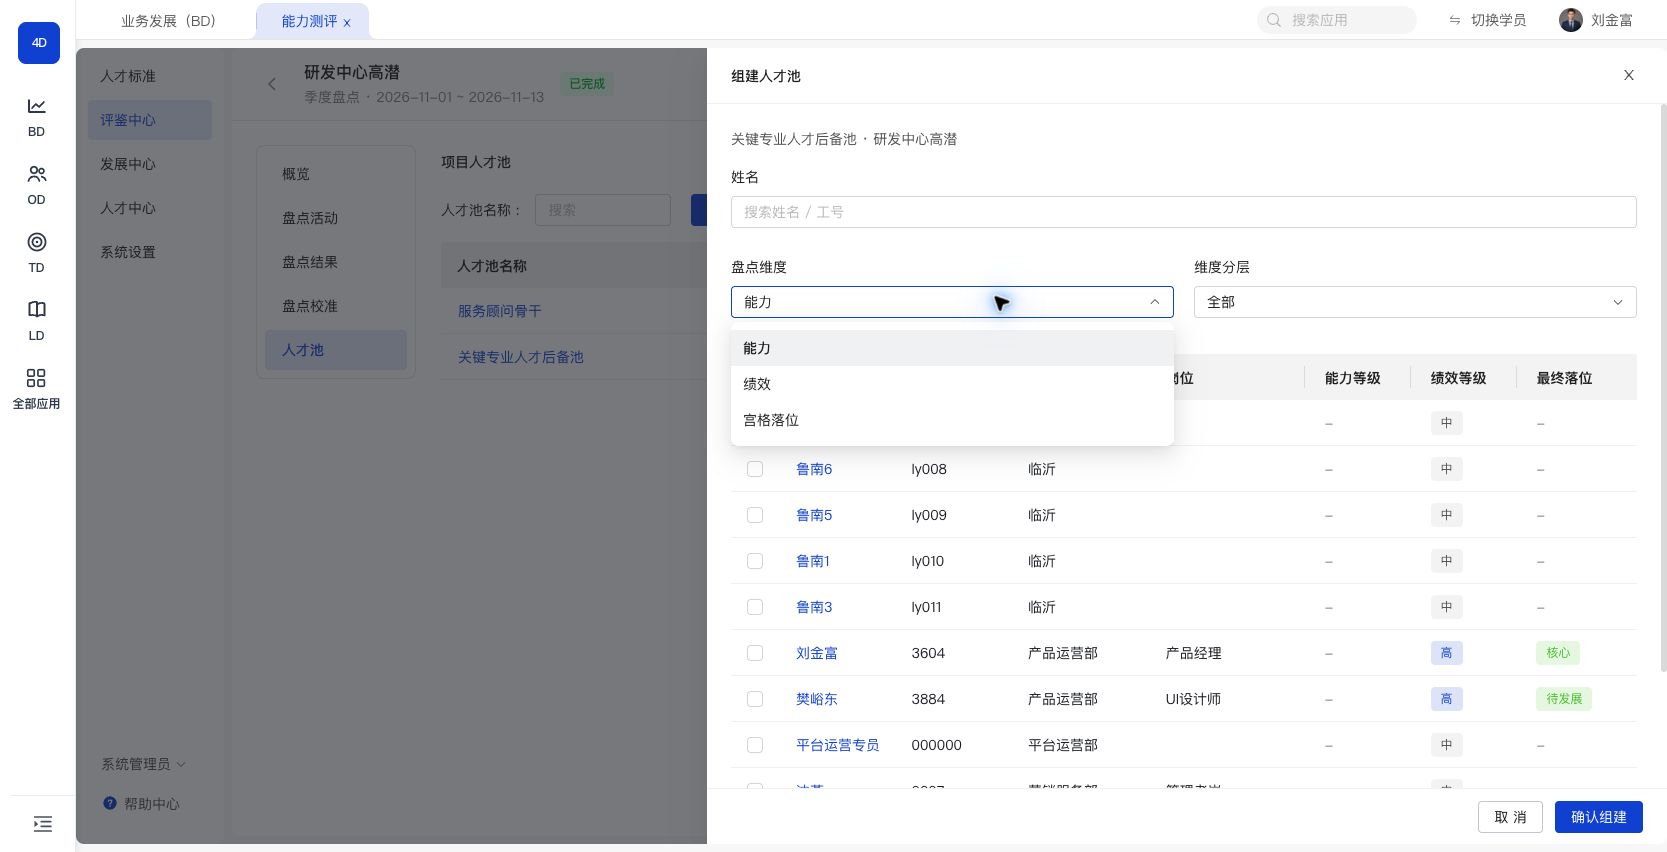 4D
BD
OD
TD
LD
全部应用
业务发展（BD）
能力测评 x
搜索应用
切换学员
刘金富
人才标准
评鉴中心
发展中心
人才中心
系统设置
系统管理员
帮助中心
研发中心高潜
季度盘点 · 2026-11-01 ~ 2026-11-13
已完成
概览
盘点活动
盘点结果
盘点校准
人才池
项目人才池
人才池名称：
搜索
人才池名称
服务顾问骨干
关键专业人才后备池
组建人才池
关键专业人才后备池 · 研发中心高潜
姓名
搜索姓名 / 工号
盘点维度
维度分层
能力
全部
能力
绩效
宫格落位
岗位 能力等级 绩效等级 最终落位
– 中 –
鲁南6 ly008 临沂 – 中 –
鲁南5 ly009 临沂 – 中 –
鲁南1 ly010 临沂 – 中 –
鲁南3 ly011 临沂 – 中 –
刘金富 3604 产品运营部 产品经理 – 高 核心
樊峪东 3884 产品运营部 UI设计师 – 高 待发展
平台运营专员 000000 平台运营部 – 中 –
取 消
确认组建